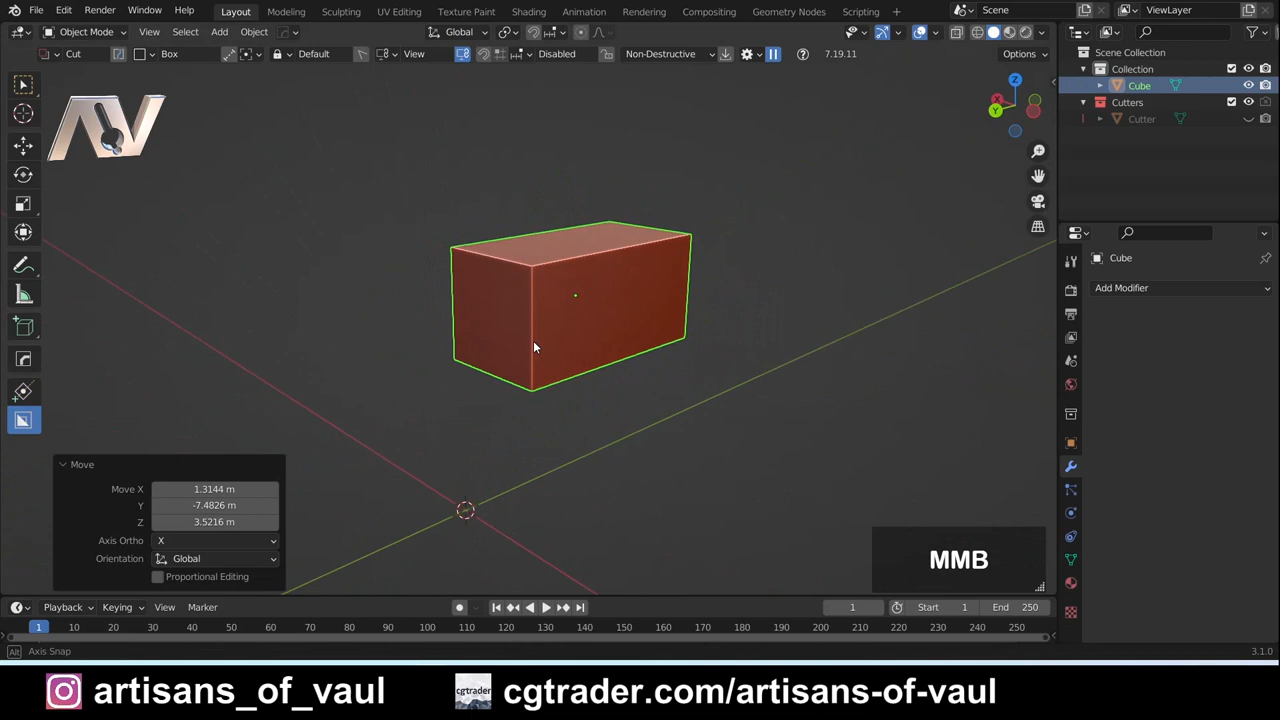 File Edit Render Window Help Layout Modeling Sculpting UV Editing Texture Paint Shading Animation Rendering Compositing Geometry Nodes Scripting + Scene ViewLayer
Object Mode View Select Add Object Global
Cut Box Default View Disabled Non-Destructive 7.19.11 Options
Scene Collection
Collection
Cube
Cutters
Cutter
AV
Z
Y
Cube
Add Modifier
Move
Move X 1.3144 m
Y -7.4826 m
Z 3.5216 m
Axis Ortho X
Orientation Global
Proportional Editing
MMB
Playback Keying View Marker 1 Start 1 End 250
1 10 20 30 40 50 60 70 80 90 100 110 120 130 140 150 160 170 180 190 200 210 220 230 240 250
Alt Axis Snap 3.1.0
artisans_of_vaul cgtrader cgtrader.com/artisans-of-vaul